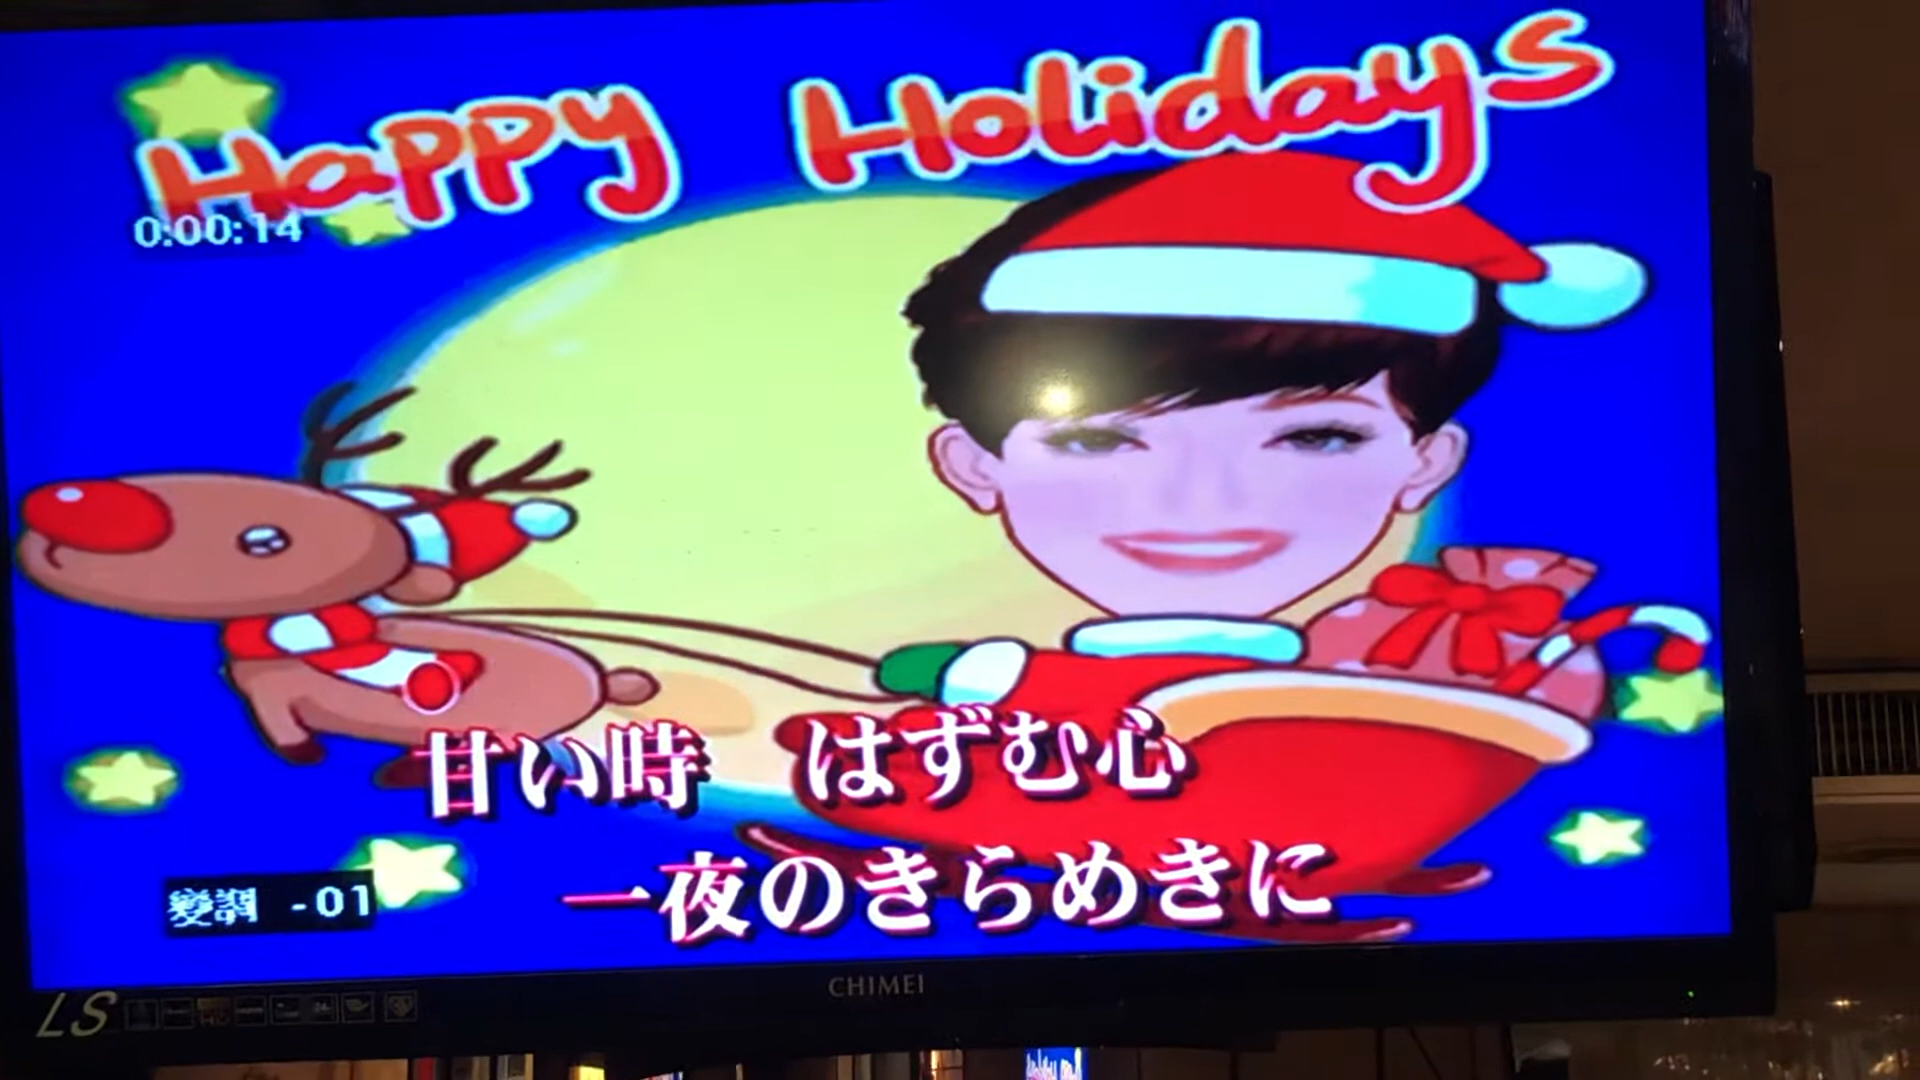 Happy Holidays
0:00:14
甘い時 はずむ心
一夜のきらめきに
變調 -01
CHIMEI
LS